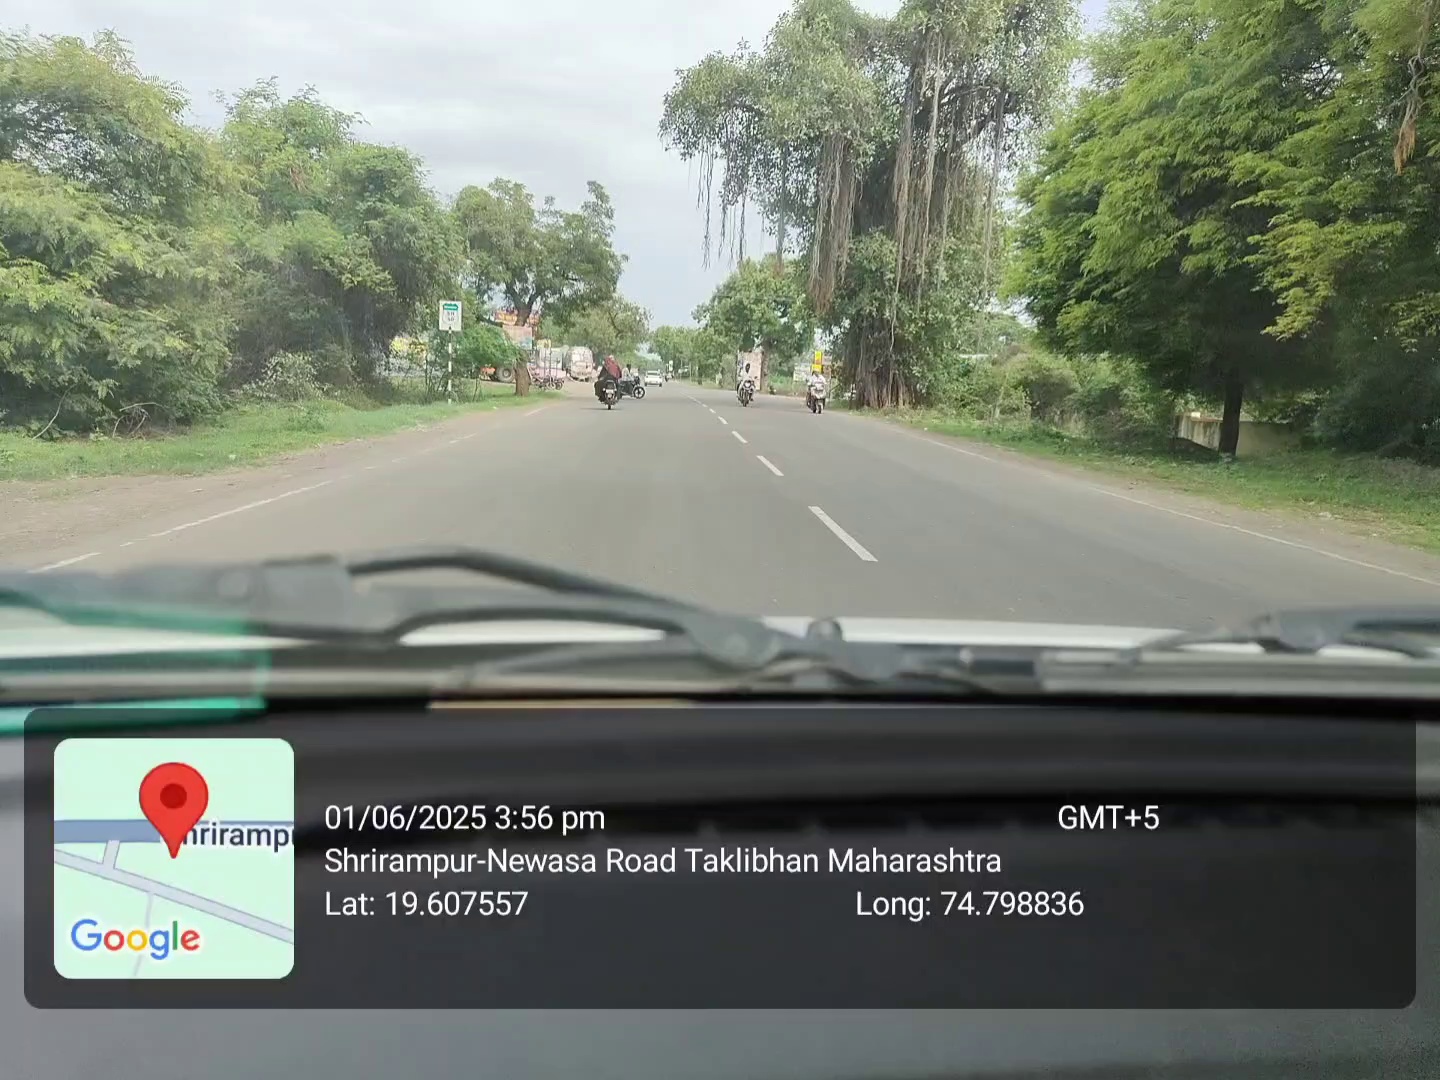 hrirampu
Google
01/06/2025 3:56 pm
GMT+5
Shrirampur-Newasa Road Taklibhan Maharashtra
Lat: 19.607557
Long: 74.798836